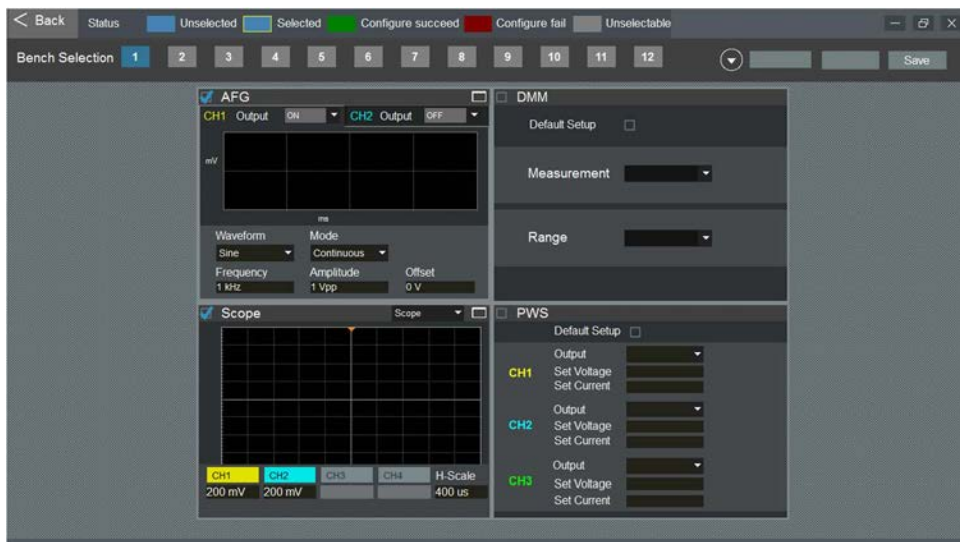 < Back Status Unselected Selected Configure succeed Configure fail Unselectable
Bench Selection 1 2 3 4 5 6 7 8 9 10 11 12 Save
AFG
CH1 Output ON CH2 Output OFF
mV
ms
Waveform Mode
Sine Continuous
Frequency Amplitude Offset
1 kHz 1 Vpp 0 V
DMM
Default Setup
Measurement
Range
Scope Scope
CH1 CH2 CH3 CH4 H-Scale
200 mV 200 mV 400 us
PWS
Default Setup
Output
CH1 Set Voltage
Set Current
Output
CH2 Set Voltage
Set Current
Output
CH3 Set Voltage
Set Current